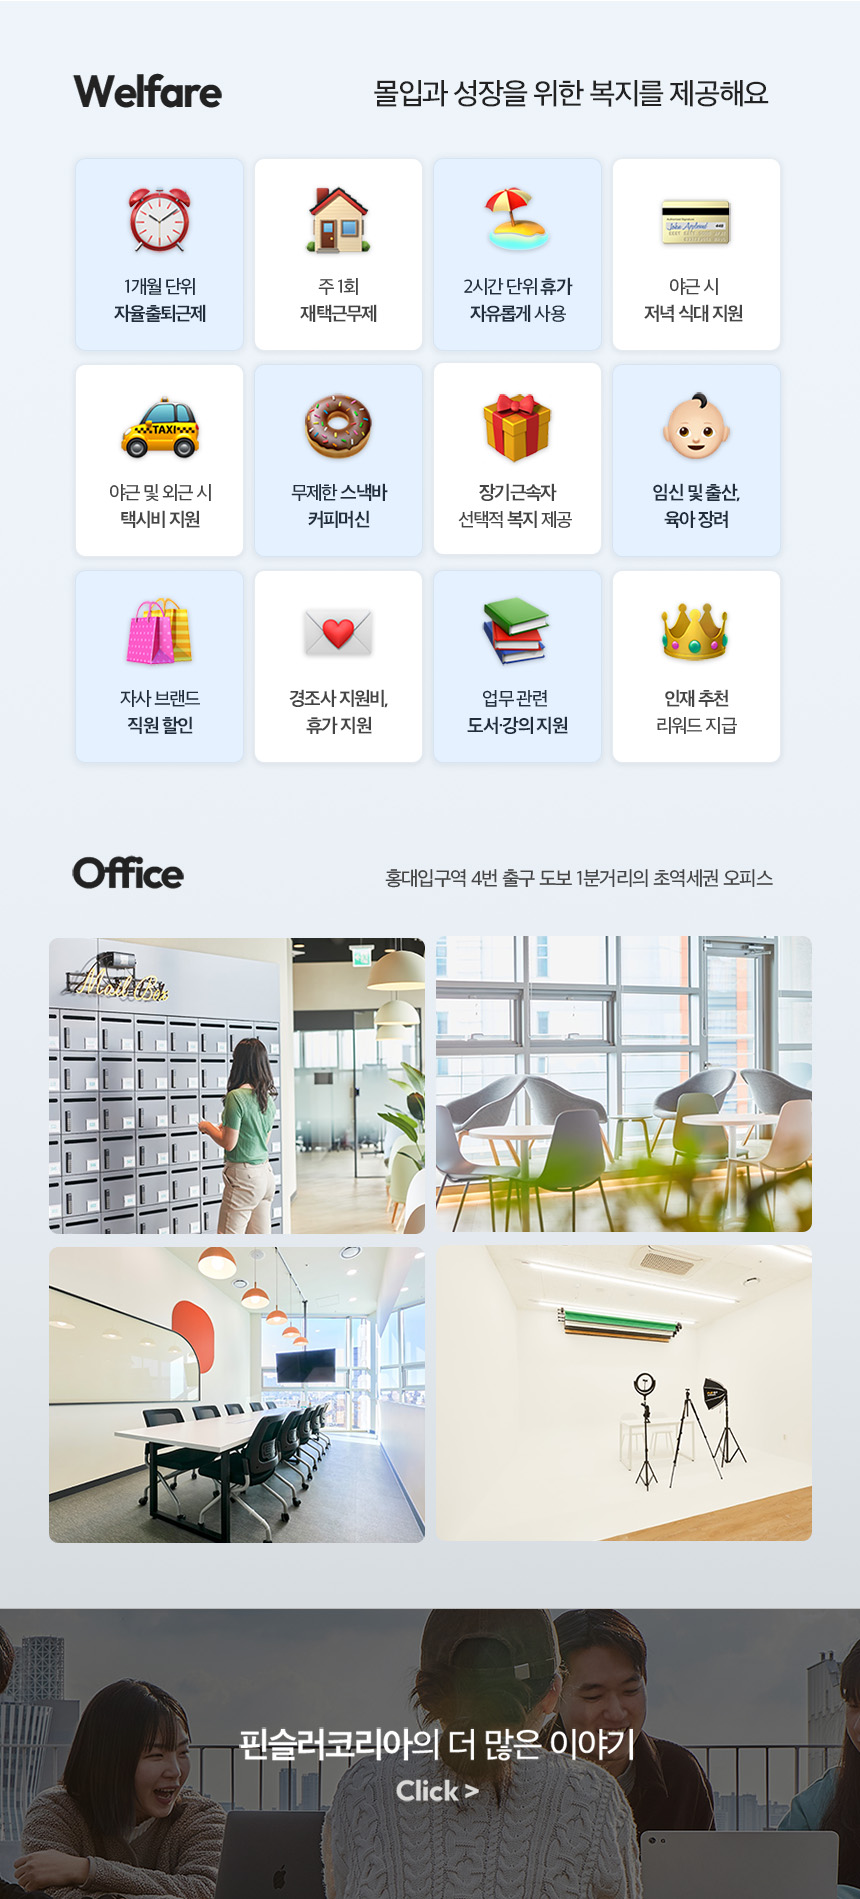 Welfare
몰입과 성장을 위한 복지를 제공해요
1개월 단위
자율출퇴근제
주 1회
재택근무제
2시간 단위 휴가
자유롭게 사용
야근 시
저녁 식대 지원
TAXI
야근 및 외근 시
택시비 지원
무제한 스낵바
커피머신
장기근속자
선택적 복지 제공
임신 및 출산,
육아 장려
자사 브랜드
직원 할인
경조사 지원비,
휴가 지원
업무 관련
도서·강의 지원
인재 추천
리워드 지급
Office
홍대입구역 4번 출구 도보 1분거리의 초역세권 오피스
Mail Box
핀슬러코리아의 더 많은 이야기
Click >